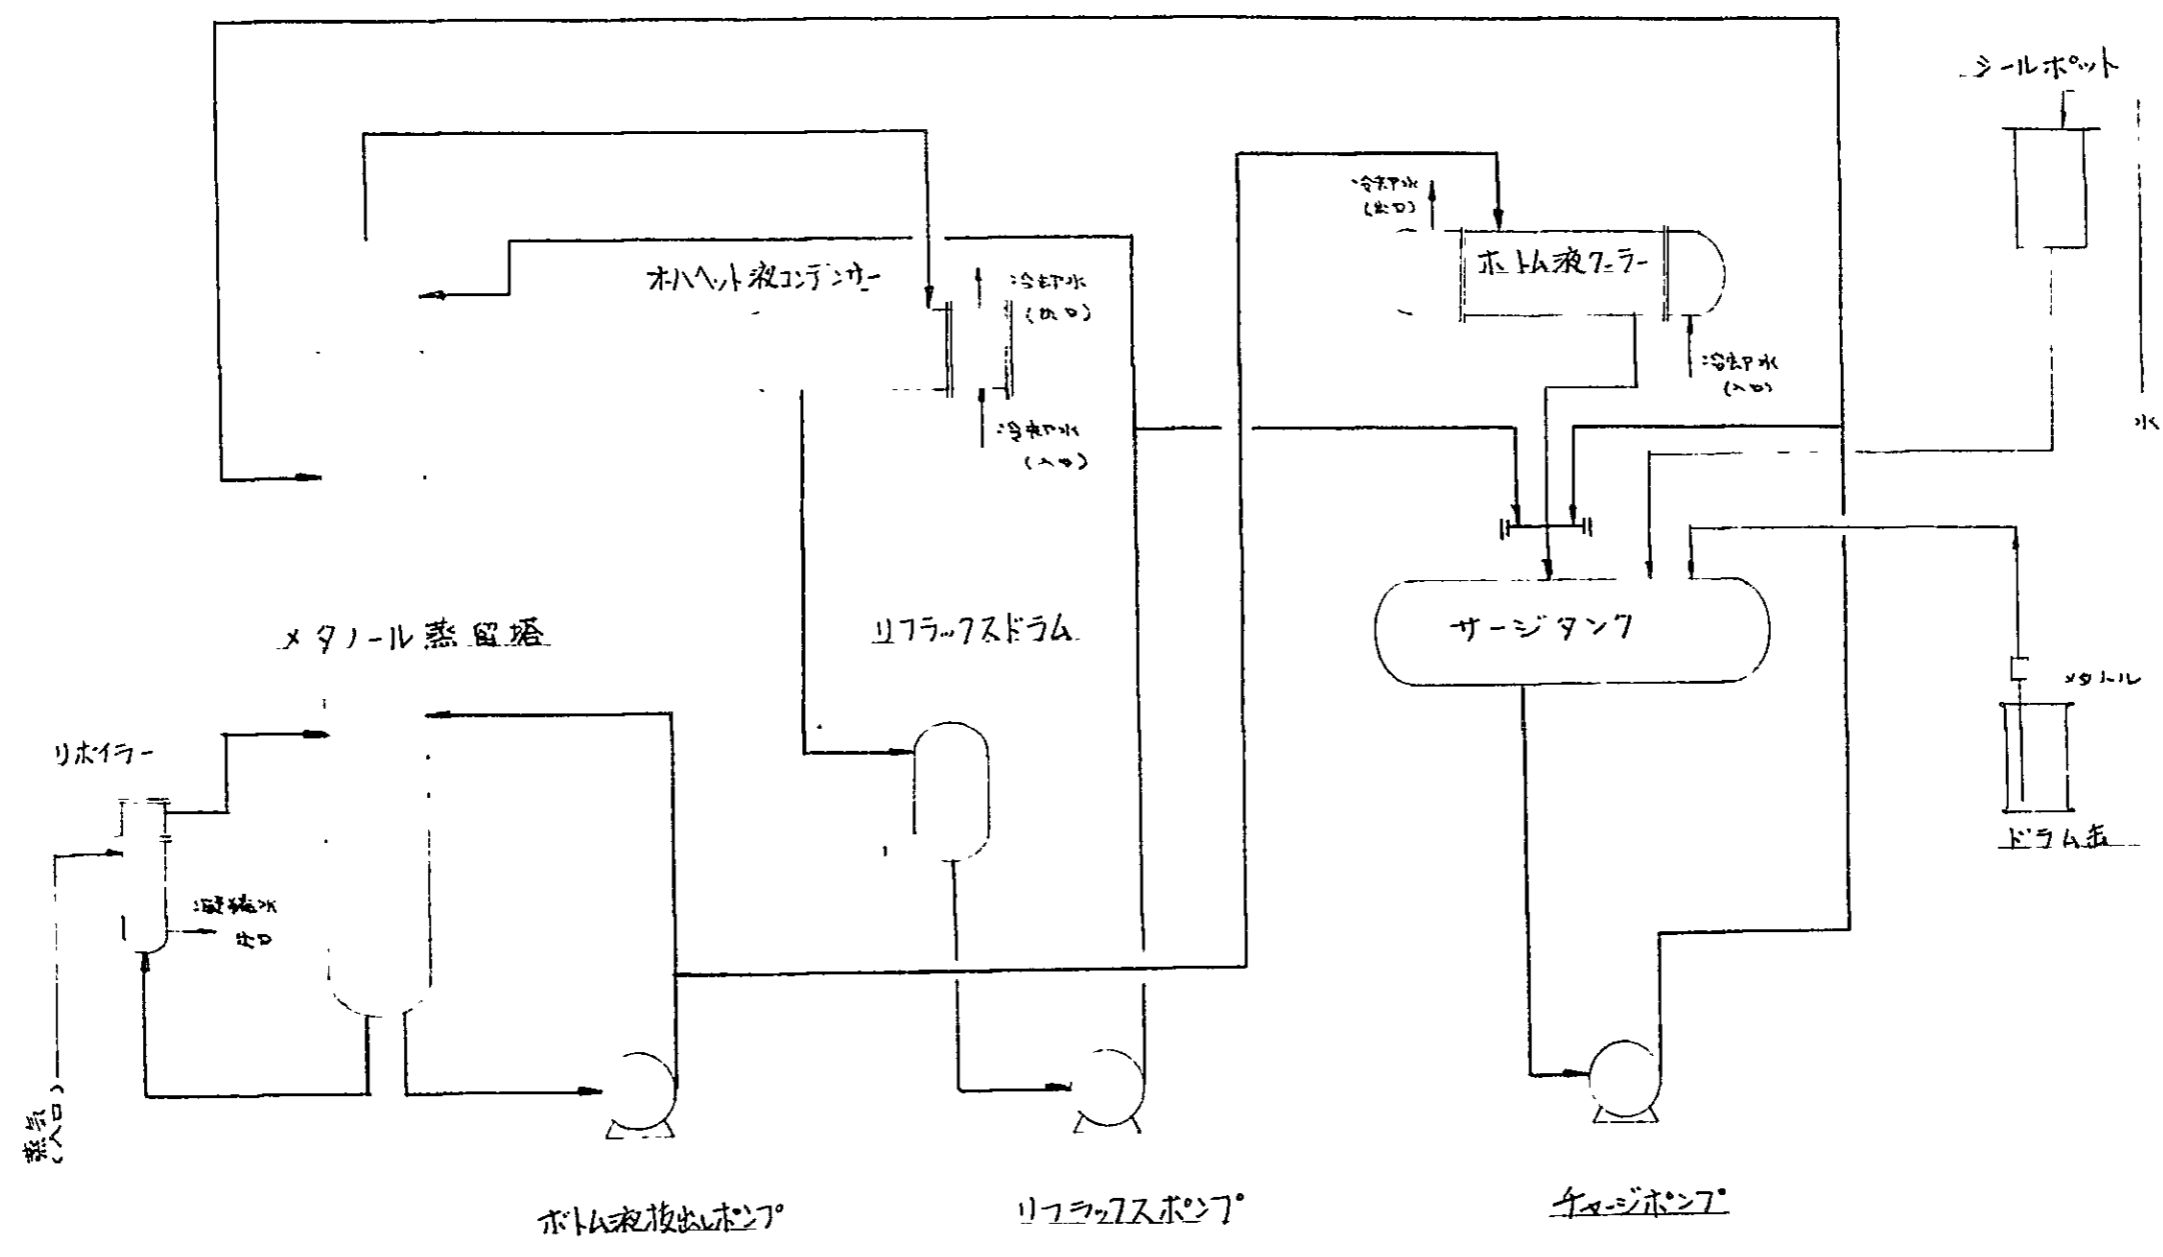 シールポット
冷却水
(出口)
ボトム液クーラー
オバヘット液コンデンサー
冷却水
(出口)
冷却水
(入口)
水
冷却水
(入口)
メタノール蒸留塔
リフラックスドラム
サージタンク
メタノール
リボイラー
ドラム缶
凝縮水
出口
蒸気
(入口)
ボトム液抜出しポンプ
リフラックスポンプ
チャージポンプ